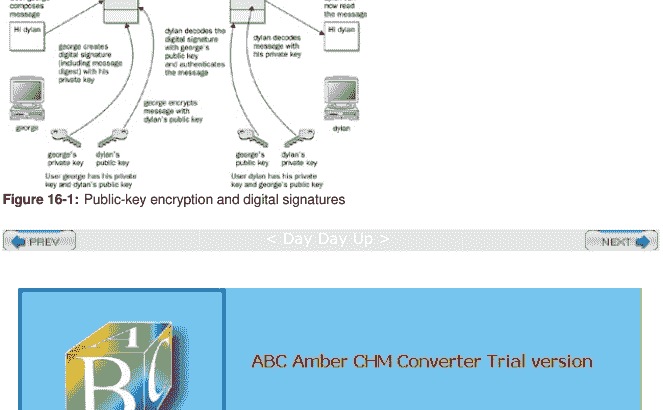 composes
message
now read
the message
Hi dylan
Hi dylan
george creates
digital signature
(including message
digest) with his
private key
dylan decodes the
digital signature
with george's
public key
and authenticates
the message
dylan decodes
message with
his private key
george encrypts
message with
dylan's public key
george
dylan
george's
private key
dylan's
public key
george's
public key
dylan's
private key
User george has his private
key and dylan's public key
User dylan has his private
key and george's public key
Figure 16-1: Public-key encryption and digital signatures
PREV
< Day Day Up >
NEXT
ABC Amber CHM Converter Trial version
A
B
C